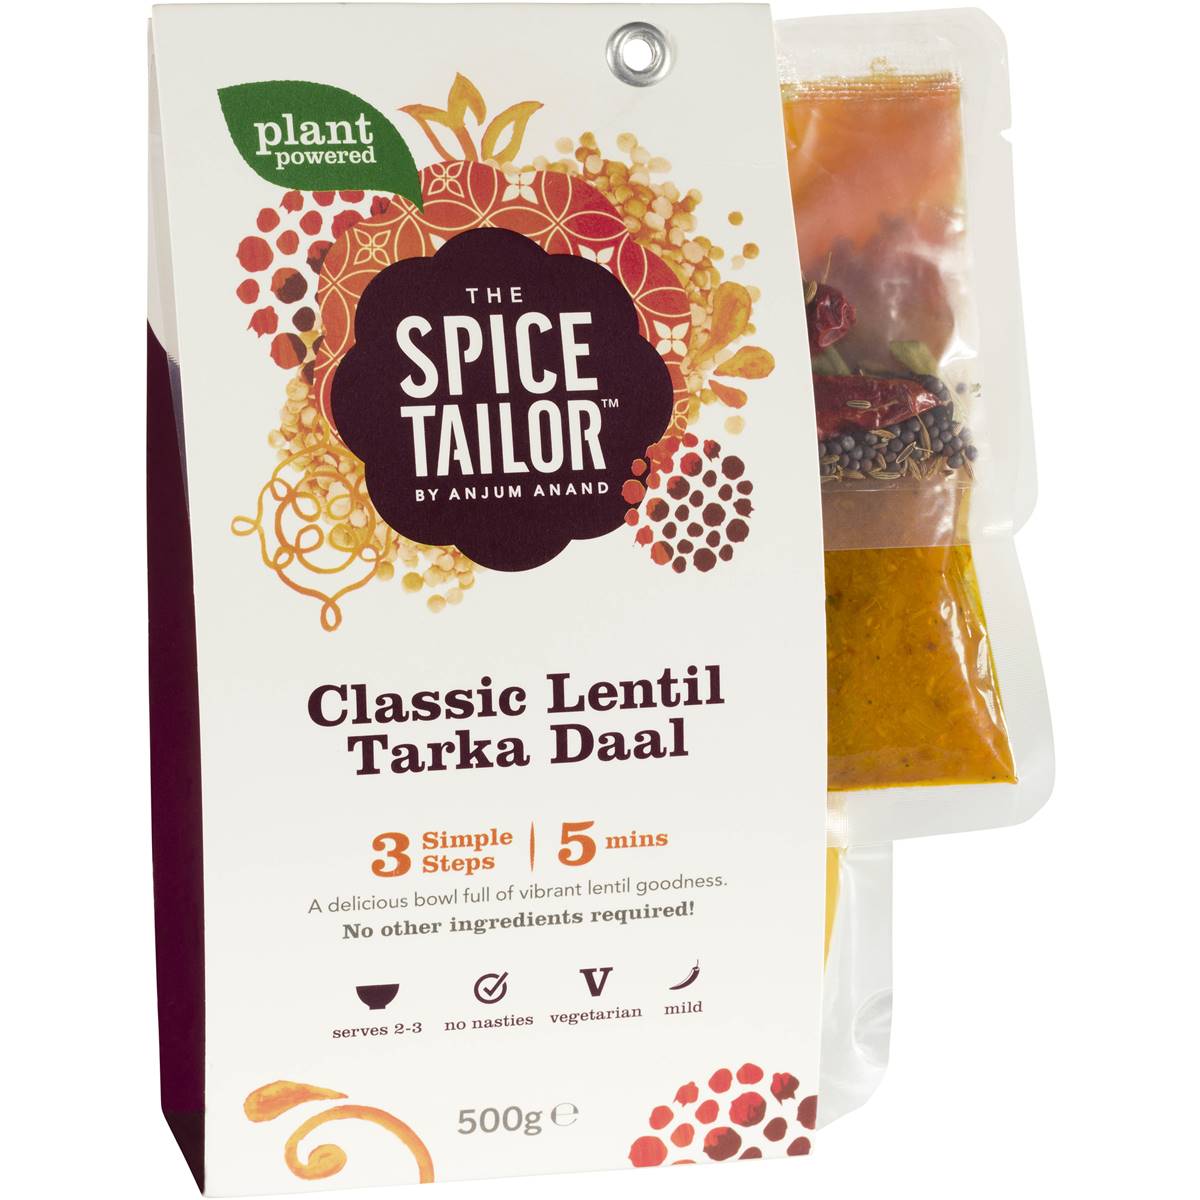 plant
powered
THE
SPICE
TAILOR™
BY ANJUM ANAND
Classic Lentil
Tarka Daal
3 Simple Steps | 5 mins
A delicious bowl full of vibrant lentil goodness.
No other ingredients required!
serves 2-3
no nasties
V
vegetarian
mild
500g ℮